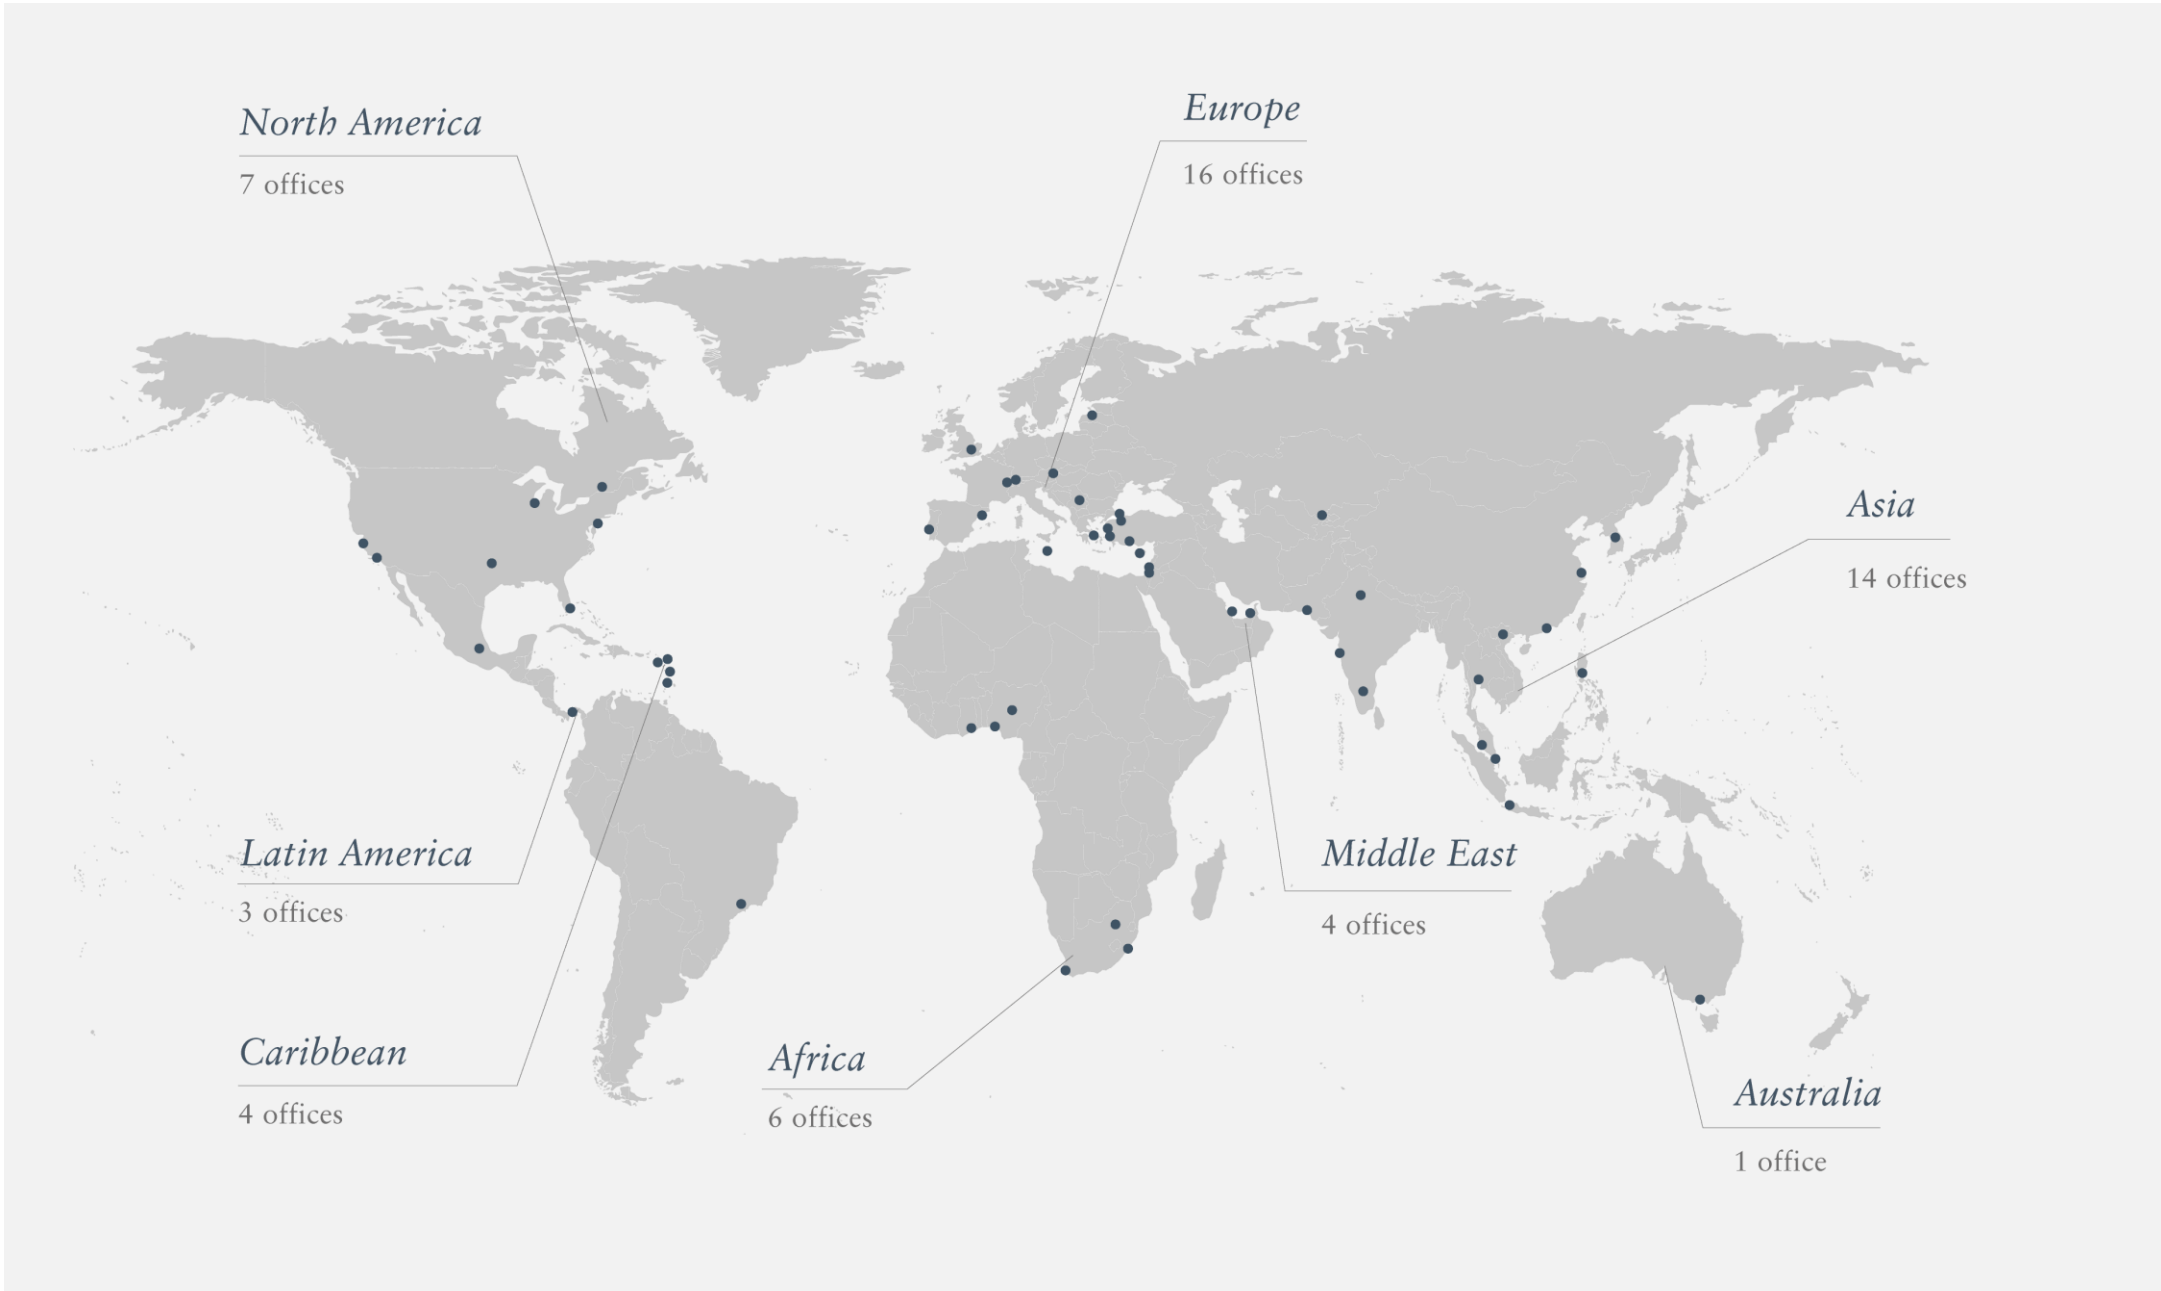 North America
7 offices
Europe
16 offices
Asia
14 offices
Latin America
3 offices
Middle East
4 offices
Caribbean
4 offices
Africa
6 offices
Australia
1 office